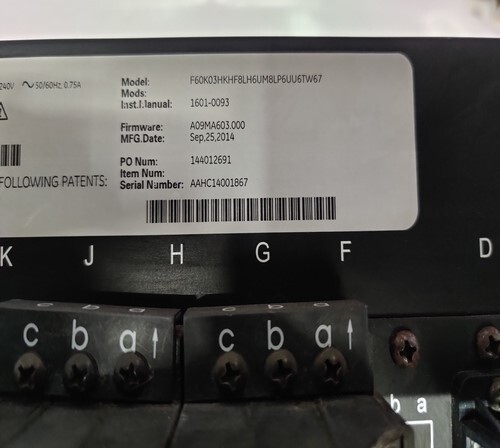 240V ~ 50/60Hz, 0.75A
Model: F60K03HKHF8LH6UM8LP6UU6TW67
Mods:
Inst.Manual: 1601-0093
Firmware: A09MA603.000
MFG.Date: Sep,25,2014
PO Num: 144012691
Item Num:
FOLLOWING PATENTS:
Serial Number: AAHC14001867
K J H G F D
c b a c b a
c b a ↑ c b a ↑
b a